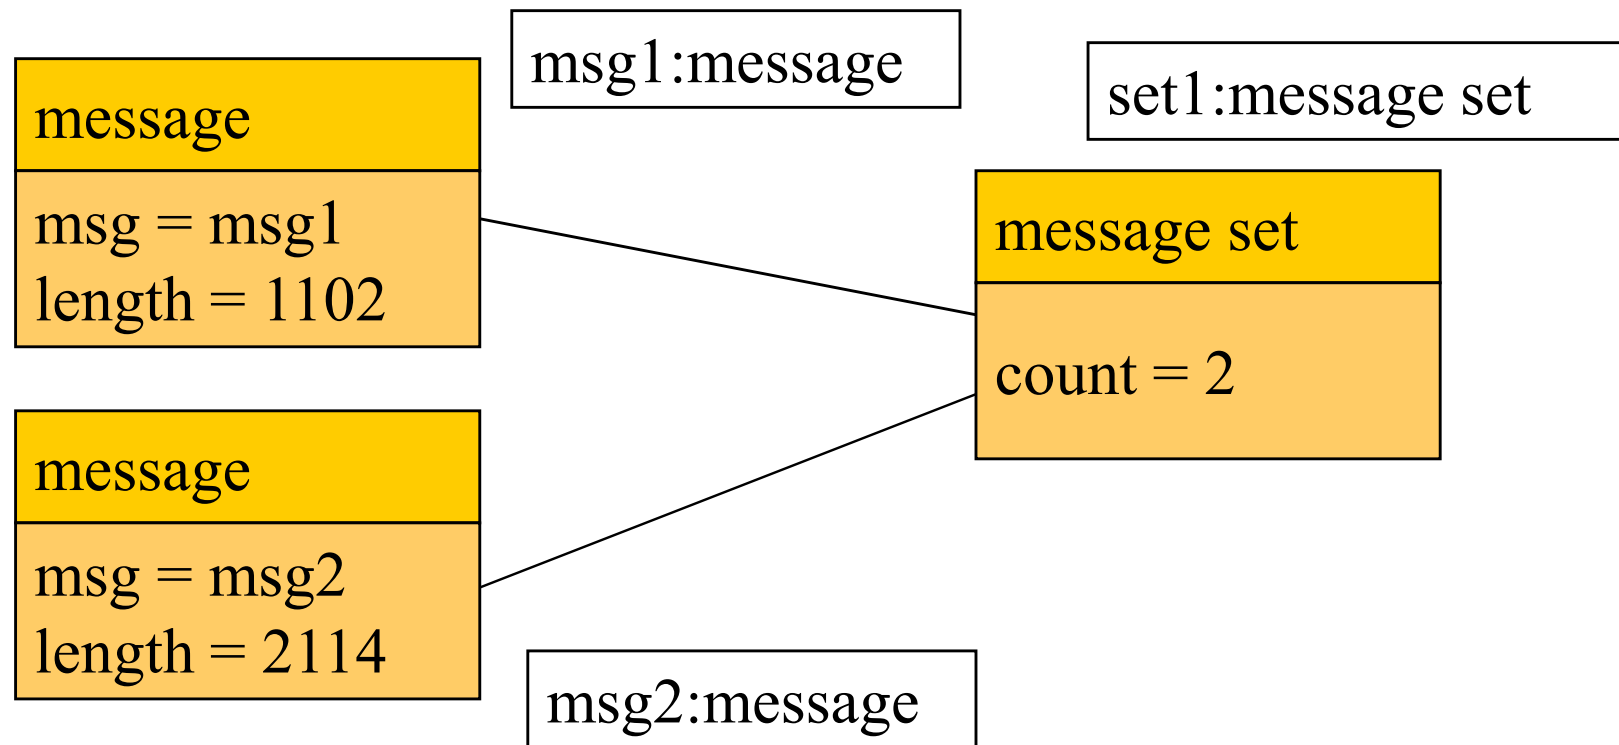 msg1:message
set1:message set
message
msg = msg1
length = 1102
message set
count = 2
message
msg = msg2
length = 2114
msg2:message